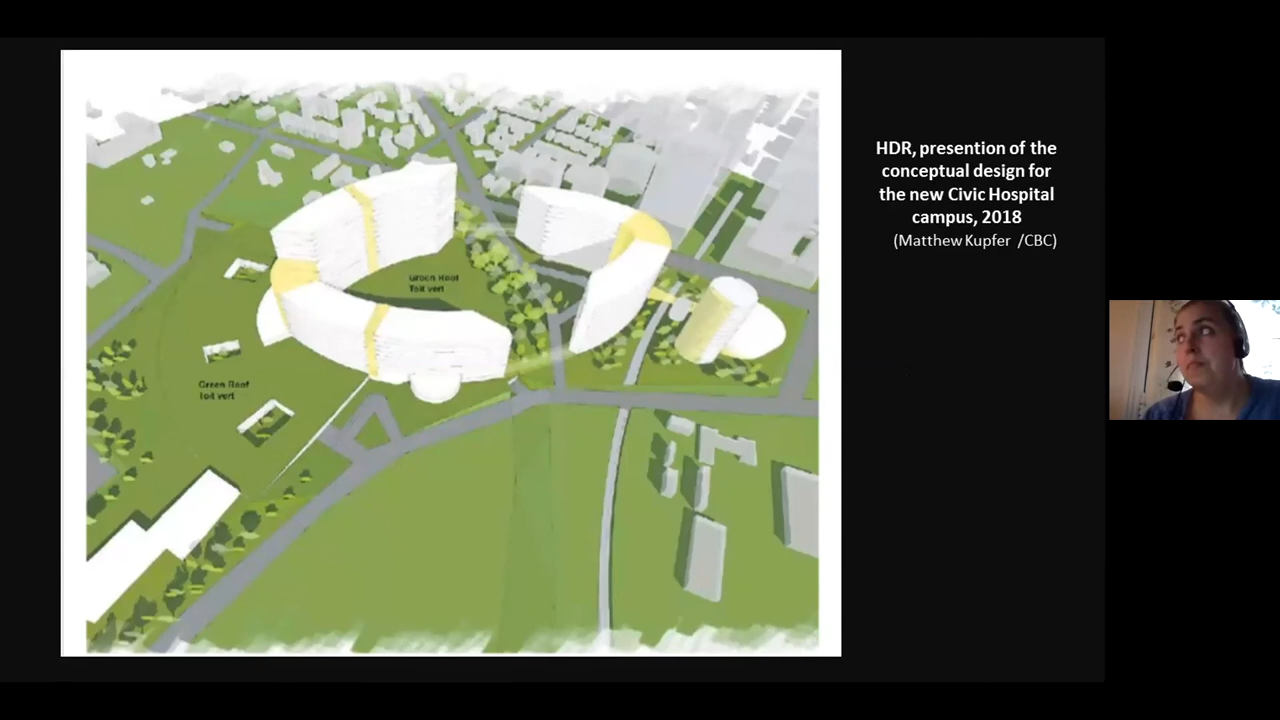 HDR, presention of the
conceptual design for
the new Civic Hospital
campus, 2018
(Matthew Kupfer /CBC)
Green Roof
Toit vert
Green Roof
Toit vert